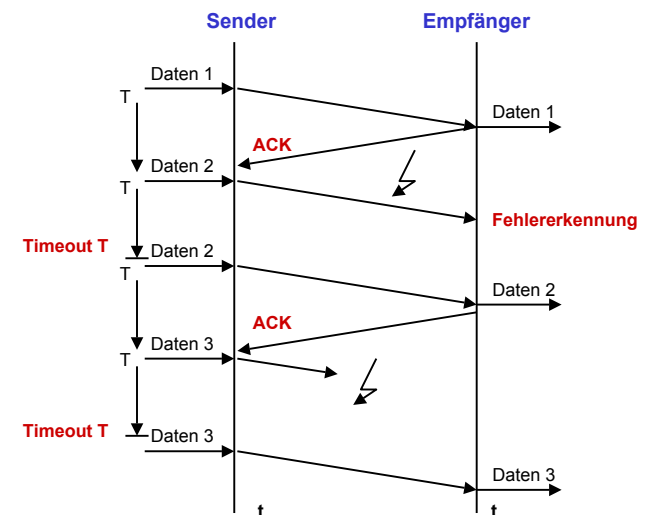 Sender Empfänger
Daten 1
T
Daten 1
ACK
Daten 2
T
Fehlererkennung
Timeout T
Daten 2
T
Daten 2
ACK
Daten 3
T
Timeout T
Daten 3
Daten 3
t t